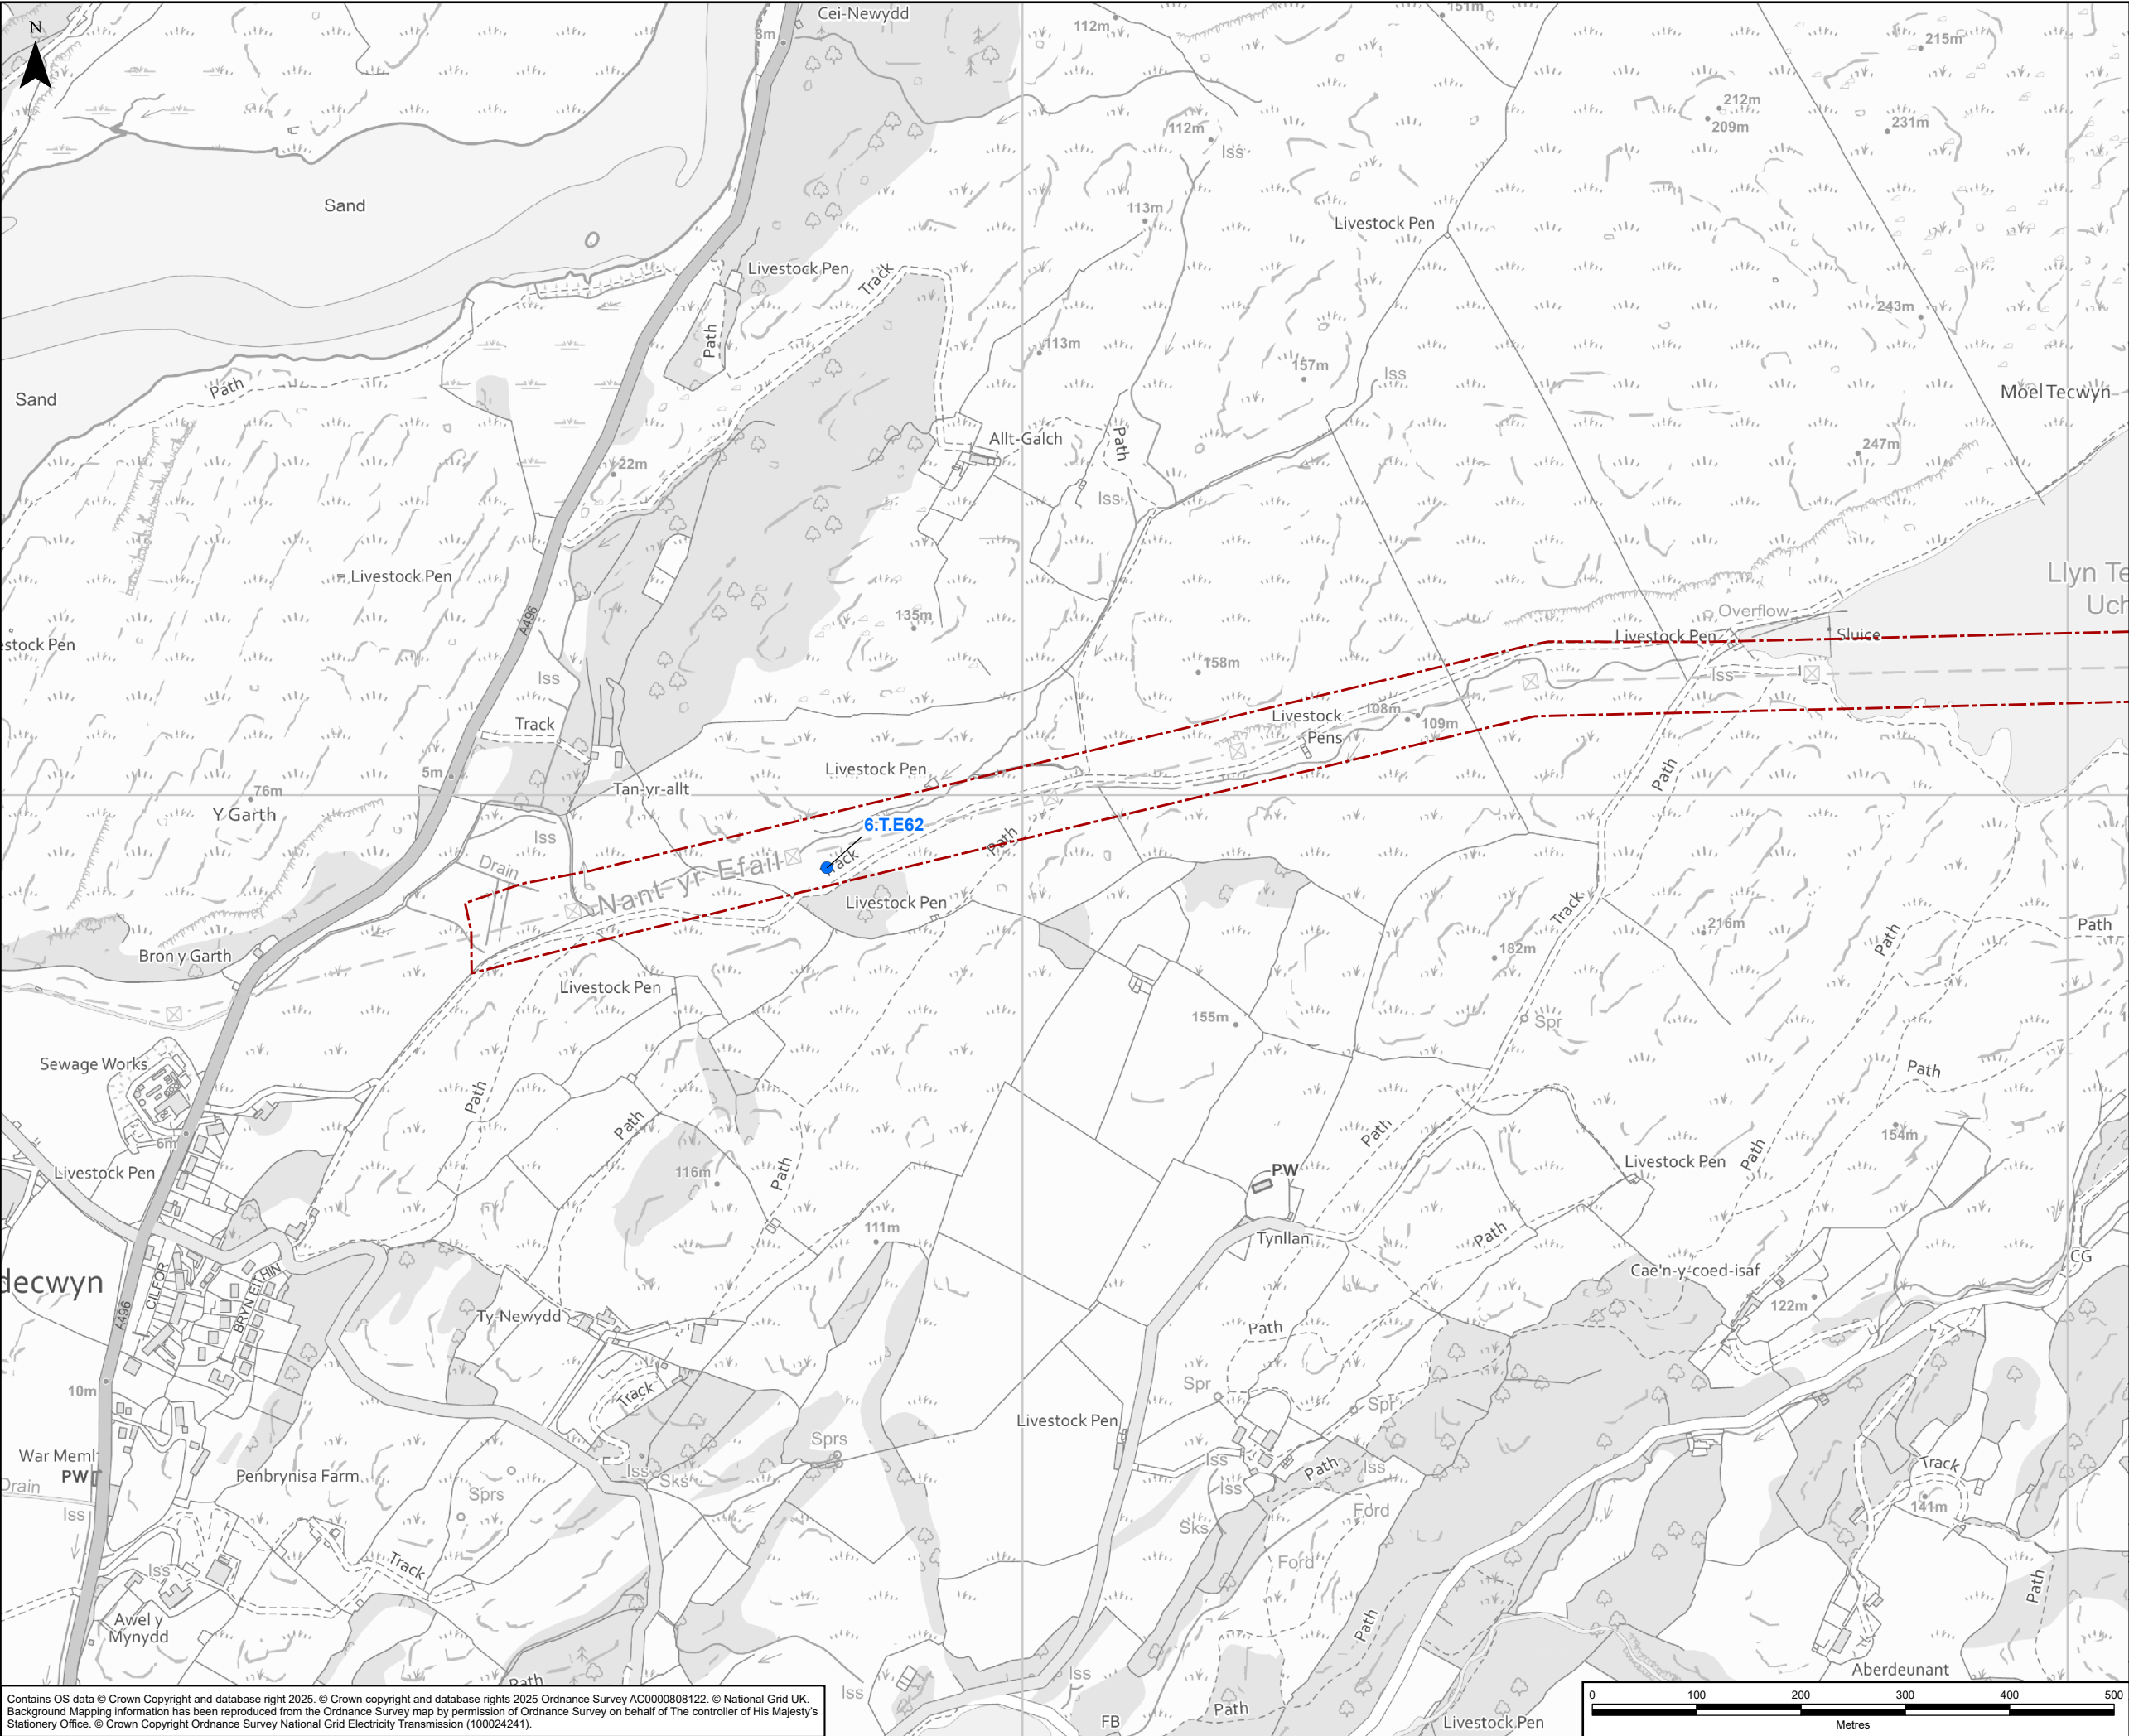 Cei-Newydd
N
8m
112m
151m
215m
212m
209m
231m
112m
Iss
Sand
113m
Livestock Pen
Livestock Pen
Track
Path
243m
113m
157m
Iss
Path
Sand
Moel Tecwyn
Allt-Galch
Path
247m
22m
Iss
Livestock Pen
Llyn Te
Uch
A496
135m
Overflow
Livestock Pen
Sluice
estock Pen
158m
Iss
Iss
Track
108m
109m
Livestock
Pens
Livestock Pen
Path
5m
Tan-yr-allt
76m
Y Garth
6.T.E62
Iss
Path
Drain
Nant-yr-Efail
Track
Livestock Pen
Track
216m
Path
Path
Bron y Garth
182m
Livestock Pen
155m
Spr
Sewage Works
Path
Path
Path
Path
6m
154m
Livestock Pen
116m
Path
PW
Livestock Pen
Path
111m
Tynllan
Path
CG
decwyn
CILFOR
BRYN EITHIN
A496
Cae'n-y-coed-isaf
122m
Ty Newydd
Path
10m
Track
Spr
Spr
Livestock Pen
War Meml
PW
Penbrynisa Farm
Sprs
Iss
Sks
Iss
Path
Iss
Track
Drain
Sprs
Iss
Iss
141m
Ford
Sks
Ford
Iss
Track
Path
Path
Awel y
Mynydd
Iss
Path
Iss
Aberdeunant
Path
FB
Livestock Pen
Contains OS data © Crown Copyright and database right 2025. © Crown copyright and database rights 2025 Ordnance Survey AC0000808122. © National Grid UK.
Background Mapping information has been reproduced from the Ordnance Survey map by permission of Ordnance Survey on behalf of The controller of His Majesty's
Stationery Office. © Crown Copyright Ordnance Survey National Grid Electricity Transmission (100024241).
0 100 200 300 400 500
Metres